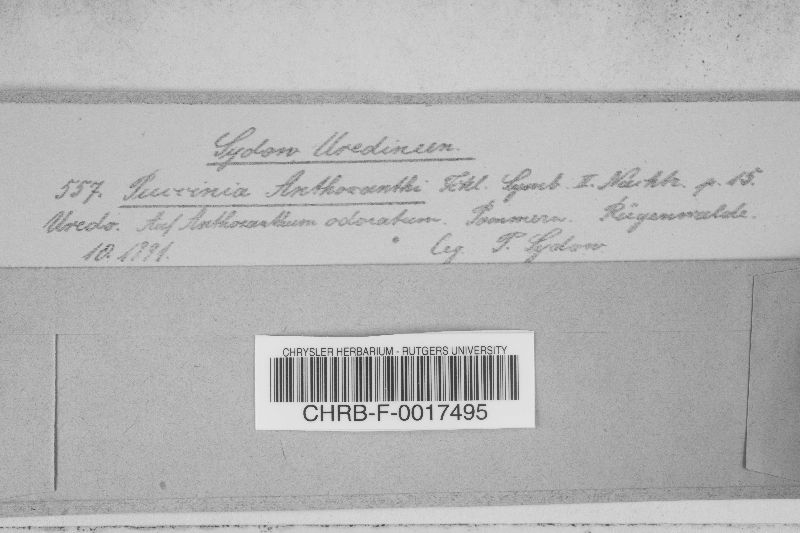 Sydow Uredineen.
557. Puccinia Anthoxanthi Fckl. Symb. II. Nachtr. p. 15.
Uredo. Auf Anthoxanthum odoratum. Pommern. Rügenwalde.
10. 1891. leg. P. Sydow
CHRYSLER HERBARIUM - RUTGERS UNIVERSITY
CHRB-F-0017495